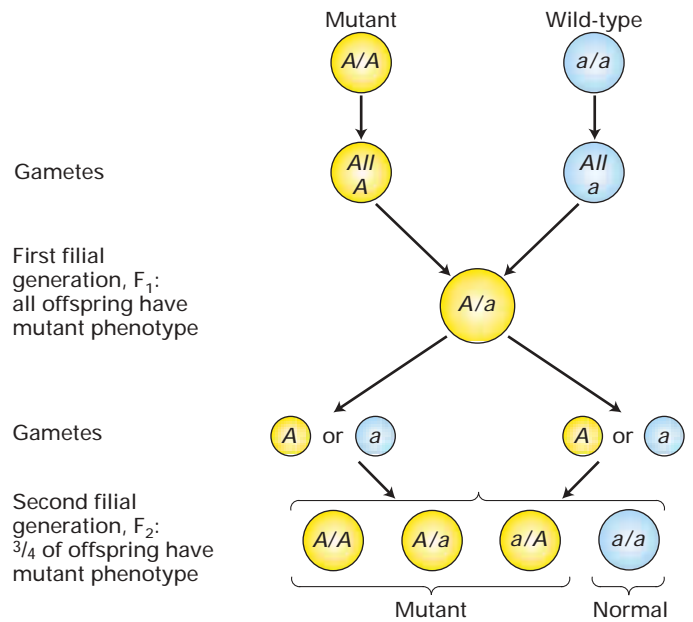 Mutant
Wild-type
A/A
a/a
Gametes
All
A
All
a
First filial
generation, F₁:
all offspring have
mutant phenotype
A/a
Gametes
A or a
A or a
Second filial
generation, F₂:
³/₄ of offspring have
mutant phenotype
A/A
A/a
a/A
a/a
Mutant
Normal